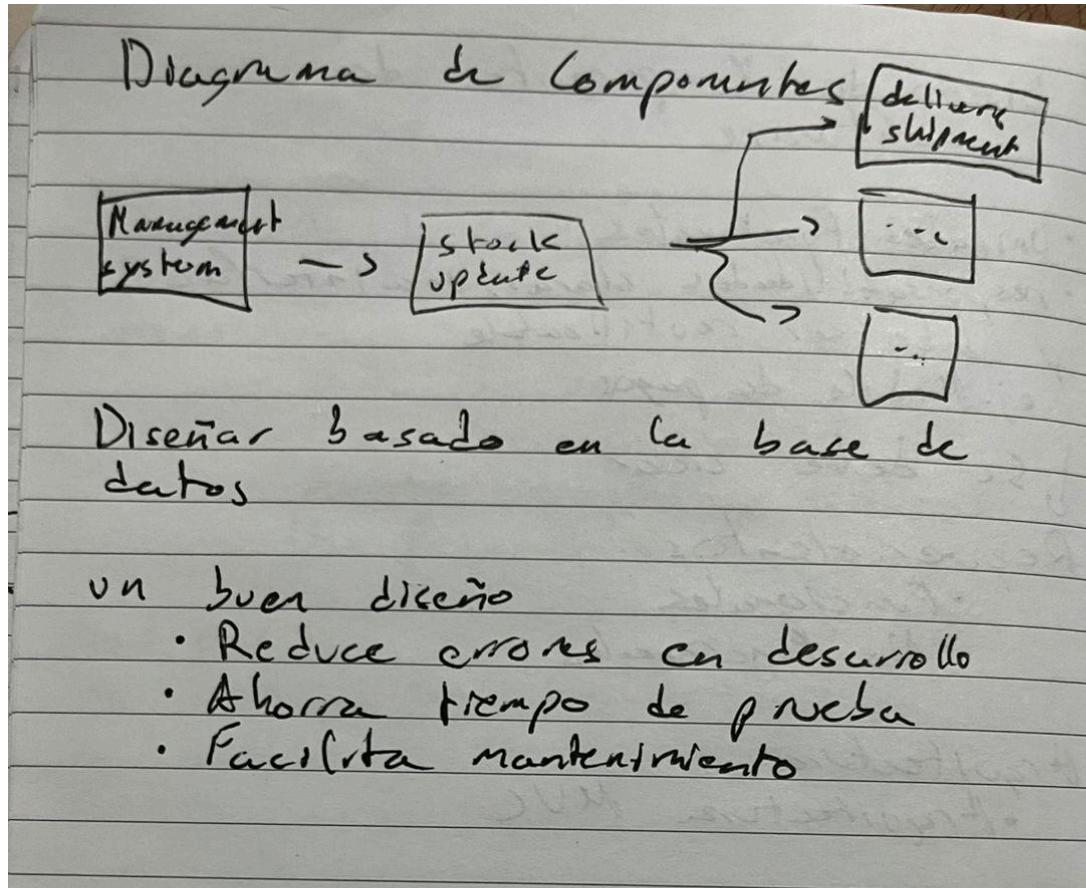 Diagrama de Componentes
delivery
shipment
Management
system
->
stock
update
...
...
Diseñar basado en la base de
datos
un buen diseño
• Reduce errores en desarrollo
• Ahorra tiempo de prueba
• Facilita mantenimiento